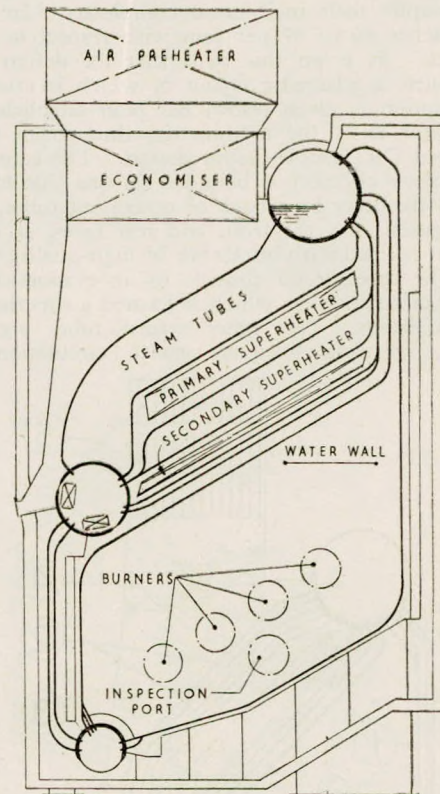 AIR PREHEATER
ECONOMISER
STEAM TUBES
PRIMARY SUPERHEATER
SECONDARY SUPERHEATER
WATER WALL
BURNERS
INSPECTION
PORT